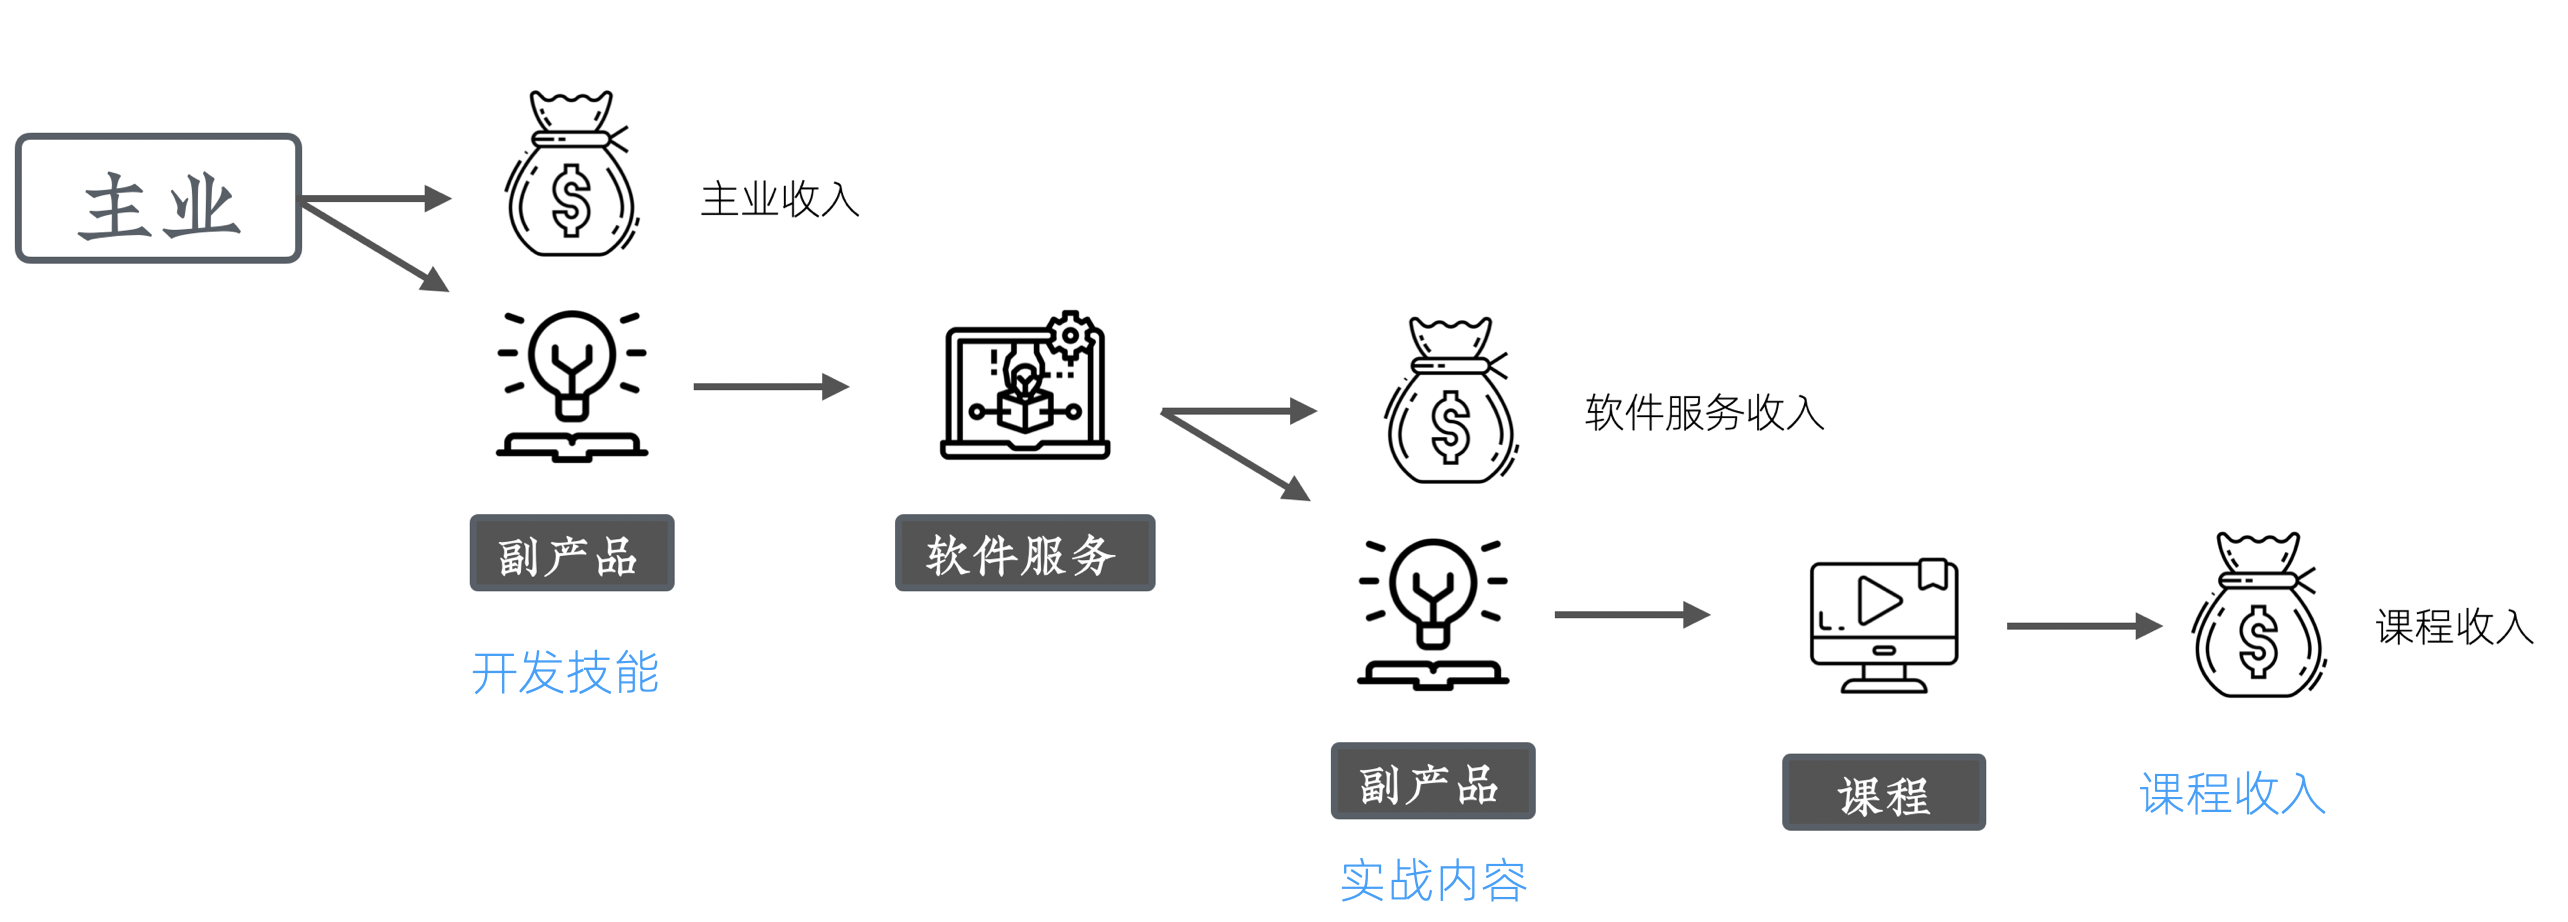 主业
主业收入
副产品
开发技能
软件服务
软件服务收入
副产品
实战内容
课程
课程收入
课程收入